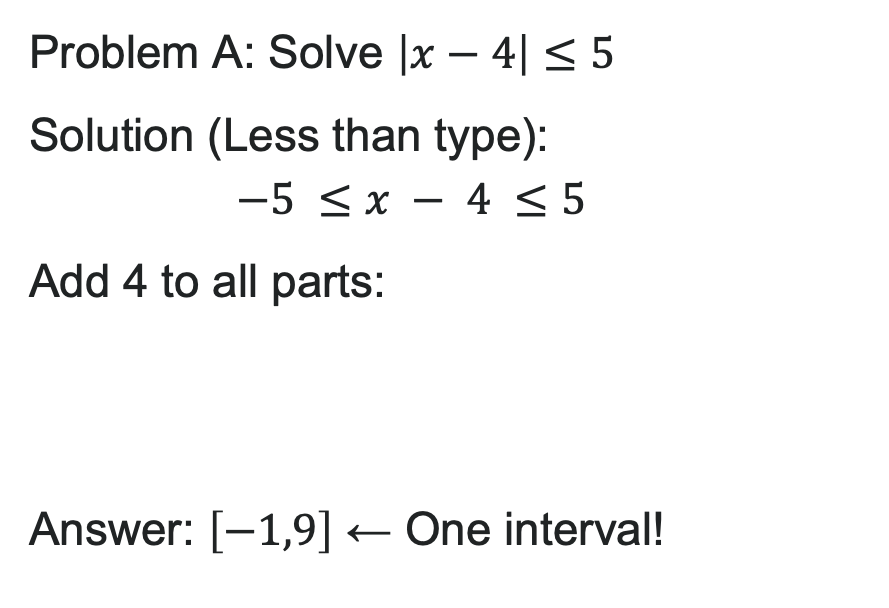 Problem A: Solve |x − 4| ≤ 5
Solution (Less than type):
−5 ≤ x − 4 ≤ 5
Add 4 to all parts:
Answer: [−1,9] ← One interval!